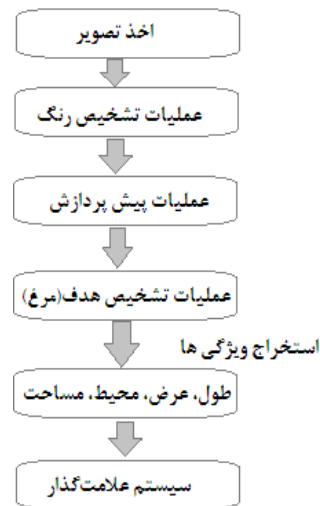 اخذ تصویر
عملیات تشخیص رنگ
عملیات پیش پردازش
عملیات تشخیص هدف(مرغ)
استخراج ویژگی ها
طول، عرض، محیط، مساحت
سیستم علامت‌گذار